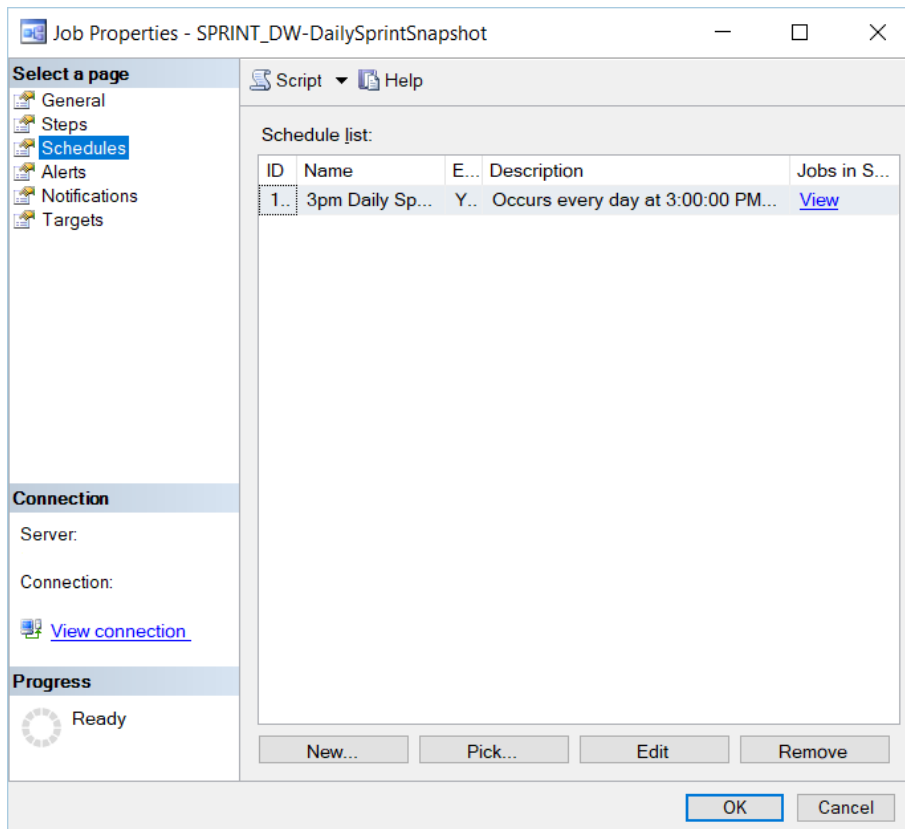 Job Properties - SPRINT_DW-DailySprintSnapshot
Select a page
General
Steps
Schedules
Alerts
Notifications
Targets
Connection
Server:
Connection:
View connection
Progress
Ready
Script Help
Schedule list:
ID Name E... Description Jobs in S...
1.. 3pm Daily Sp... Y.. Occurs every day at 3:00:00 PM... View
New... Pick... Edit Remove
OK Cancel